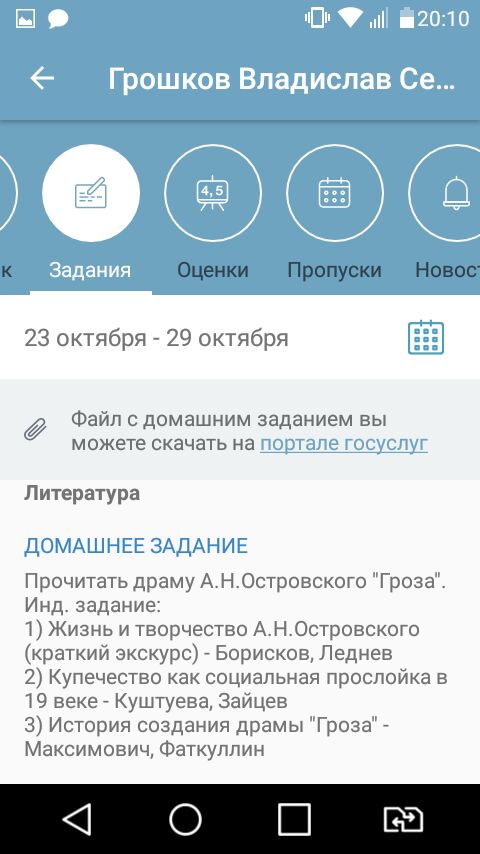 20:10
Грошков Владислав Се...
4,5
к
Задания
Оценки
Пропуски
Новост
23 октября - 29 октября
Файл с домашним заданием вы
можете скачать на портале госуслуг
Литература
ДОМАШНЕЕ ЗАДАНИЕ
Прочитать драму А.Н.Островского "Гроза".
Инд. задание:
1) Жизнь и творчество А.Н.Островского
(краткий экскурс) - Борисков, Леднев
2) Купечество как социальная прослойка в
19 веке - Куштуева, Зайцев
3) История создания драмы "Гроза" -
Максимович, Фаткуллин